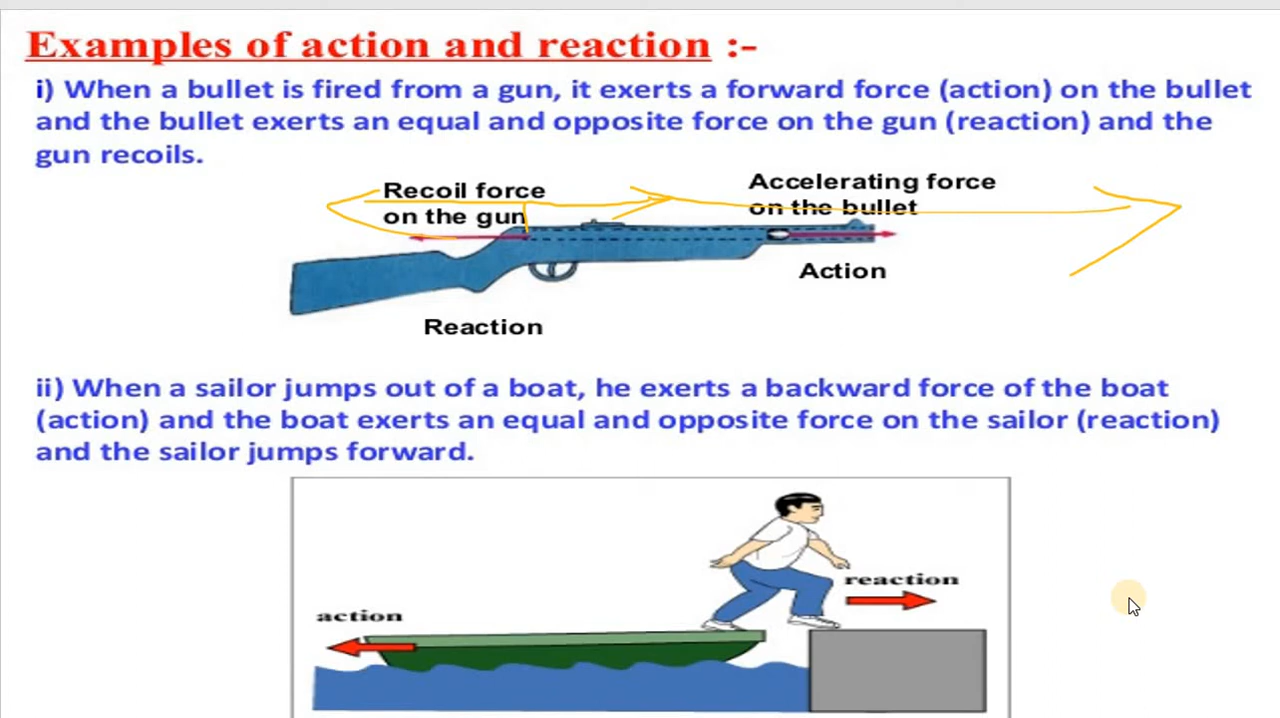 Examples of action and reaction :-
i) When a bullet is fired from a gun, it exerts a forward force (action) on the bullet
and the bullet exerts an equal and opposite force on the gun (reaction) and the
gun recoils.
Recoil force
on the gun
Accelerating force
on the bullet
Action
Reaction
ii) When a sailor jumps out of a boat, he exerts a backward force of the boat
(action) and the boat exerts an equal and opposite force on the sailor (reaction)
and the sailor jumps forward.
reaction
action